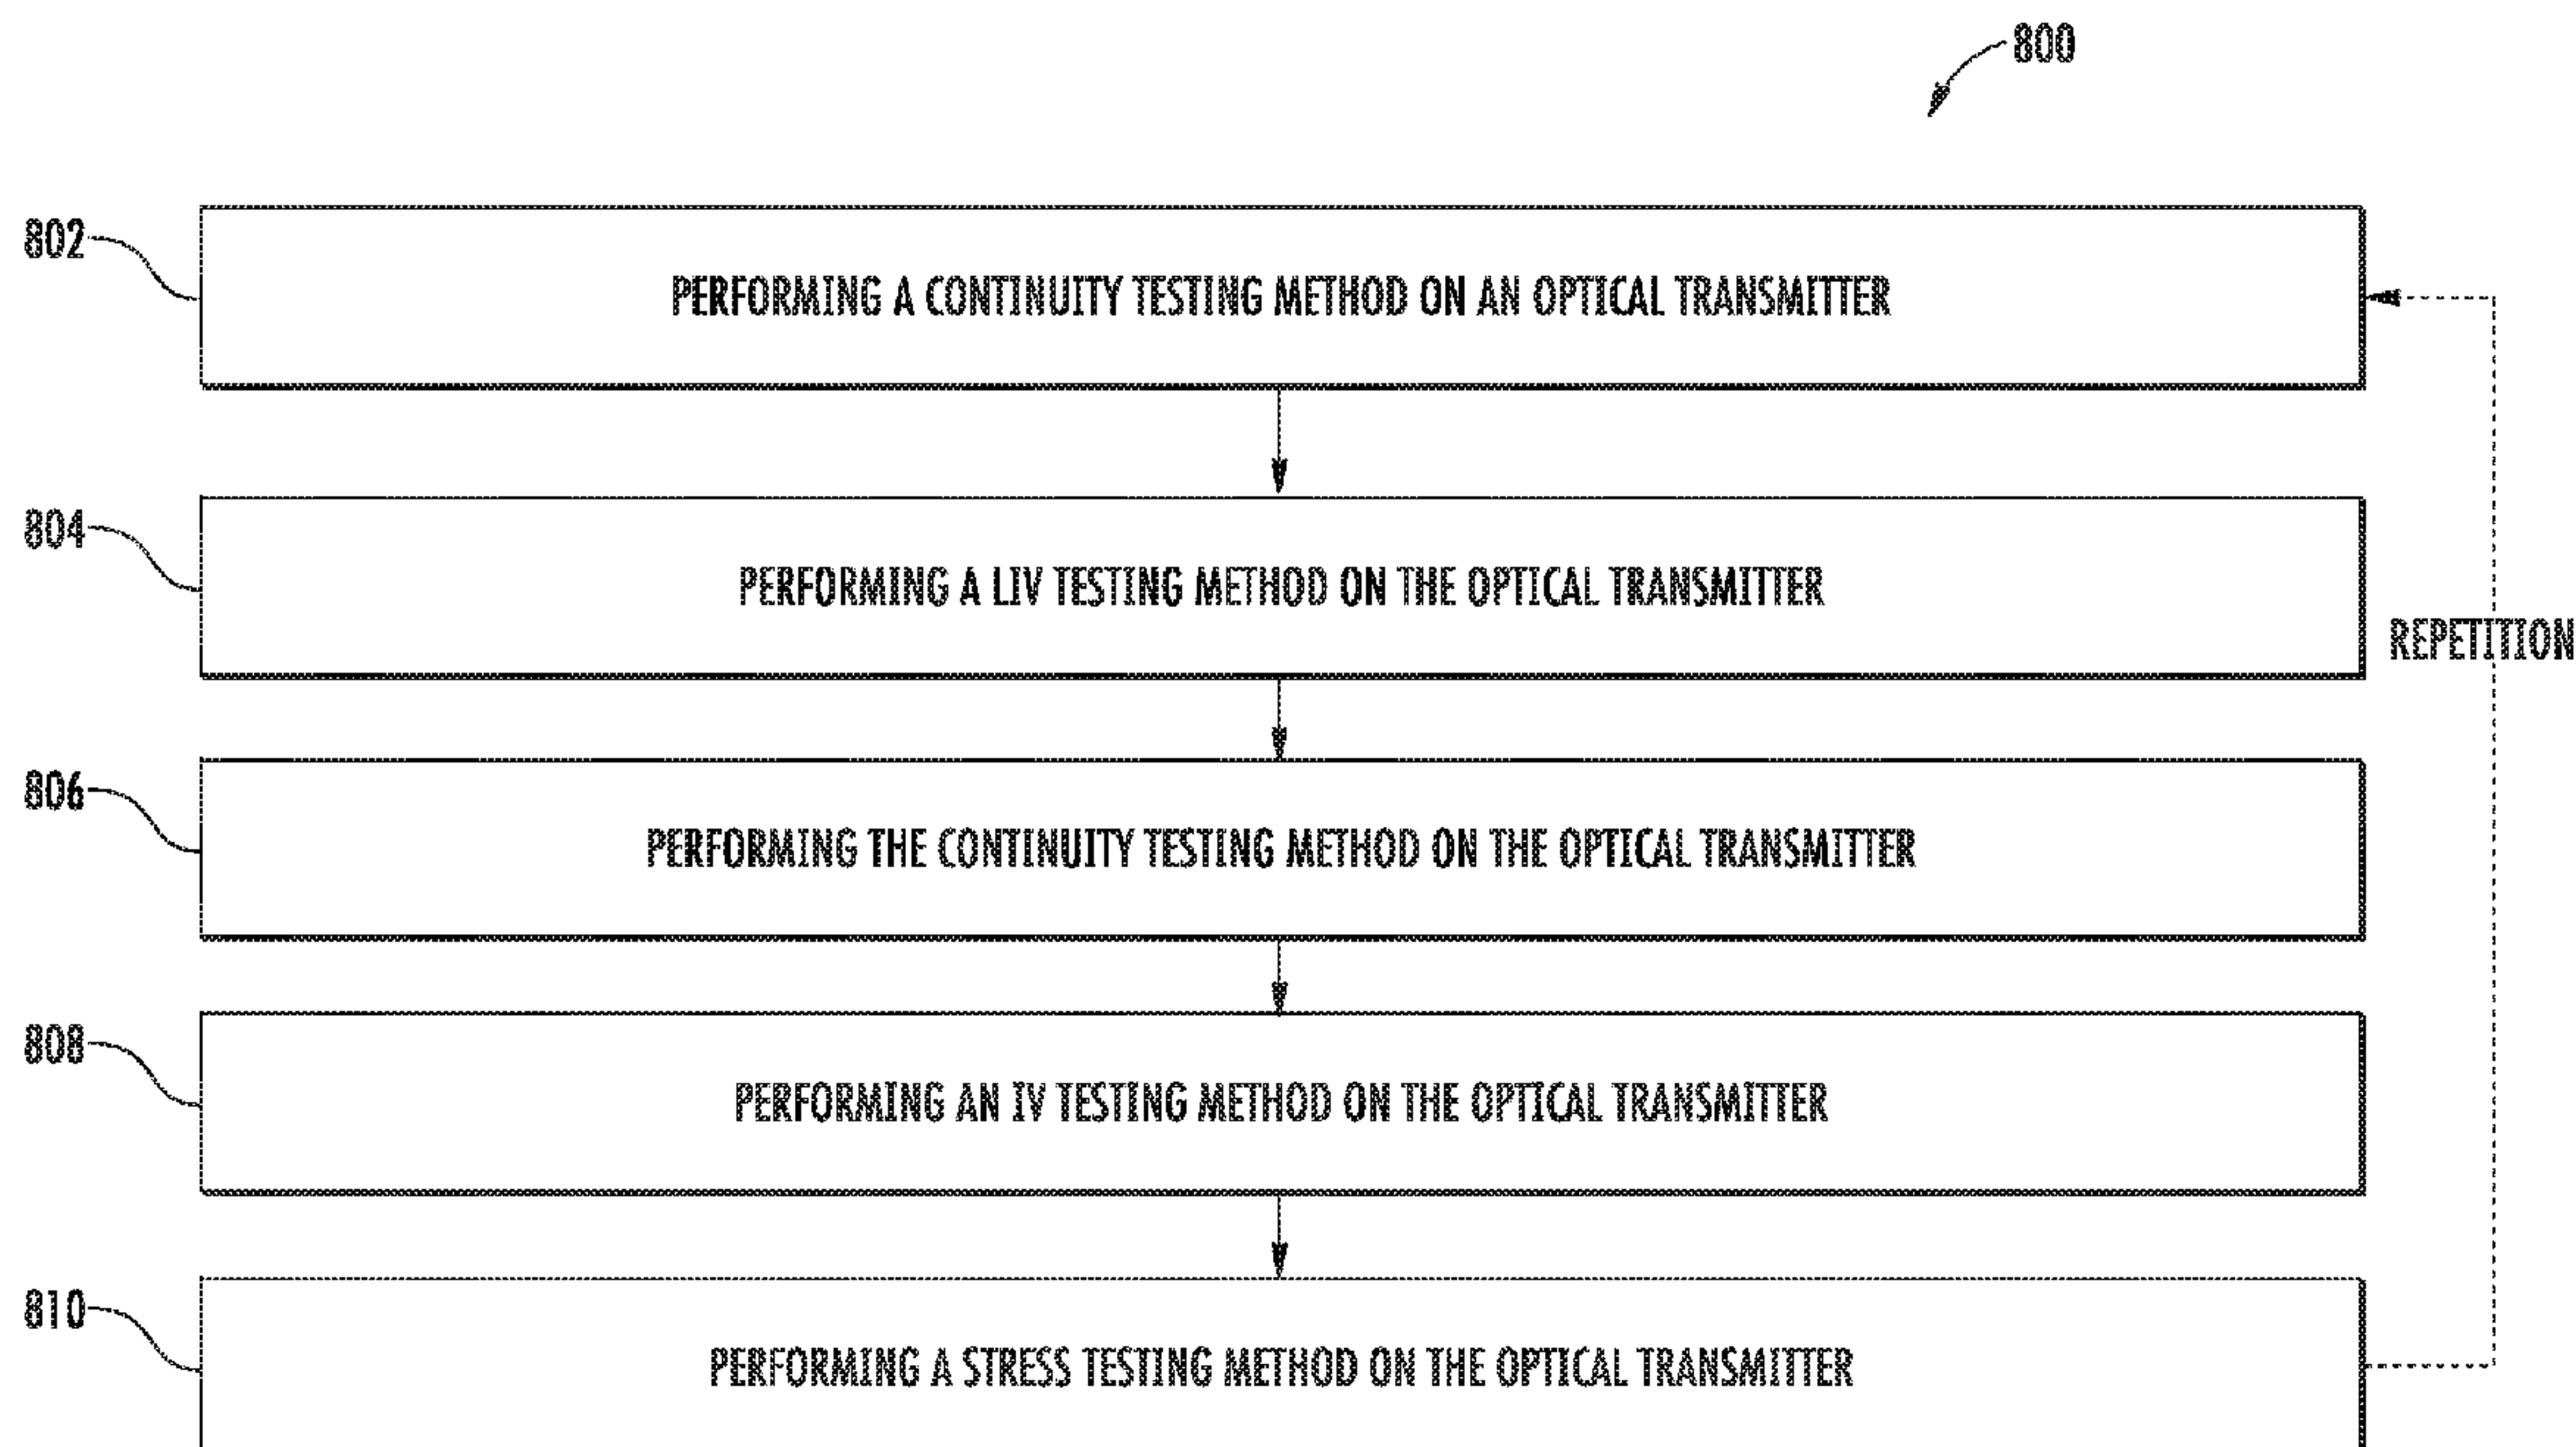 800
802
PERFORMING A CONTINUITY TESTING METHOD ON AN OPTICAL TRANSMITTER
804
PERFORMING A LIV TESTING METHOD ON THE OPTICAL TRANSMITTER
REPETITION
806
PERFORMING THE CONTINUITY TESTING METHOD ON THE OPTICAL TRANSMITTER
808
PERFORMING AN IV TESTING METHOD ON THE OPTICAL TRANSMITTER
810
PERFORMING A STRESS TESTING METHOD ON THE OPTICAL TRANSMITTER